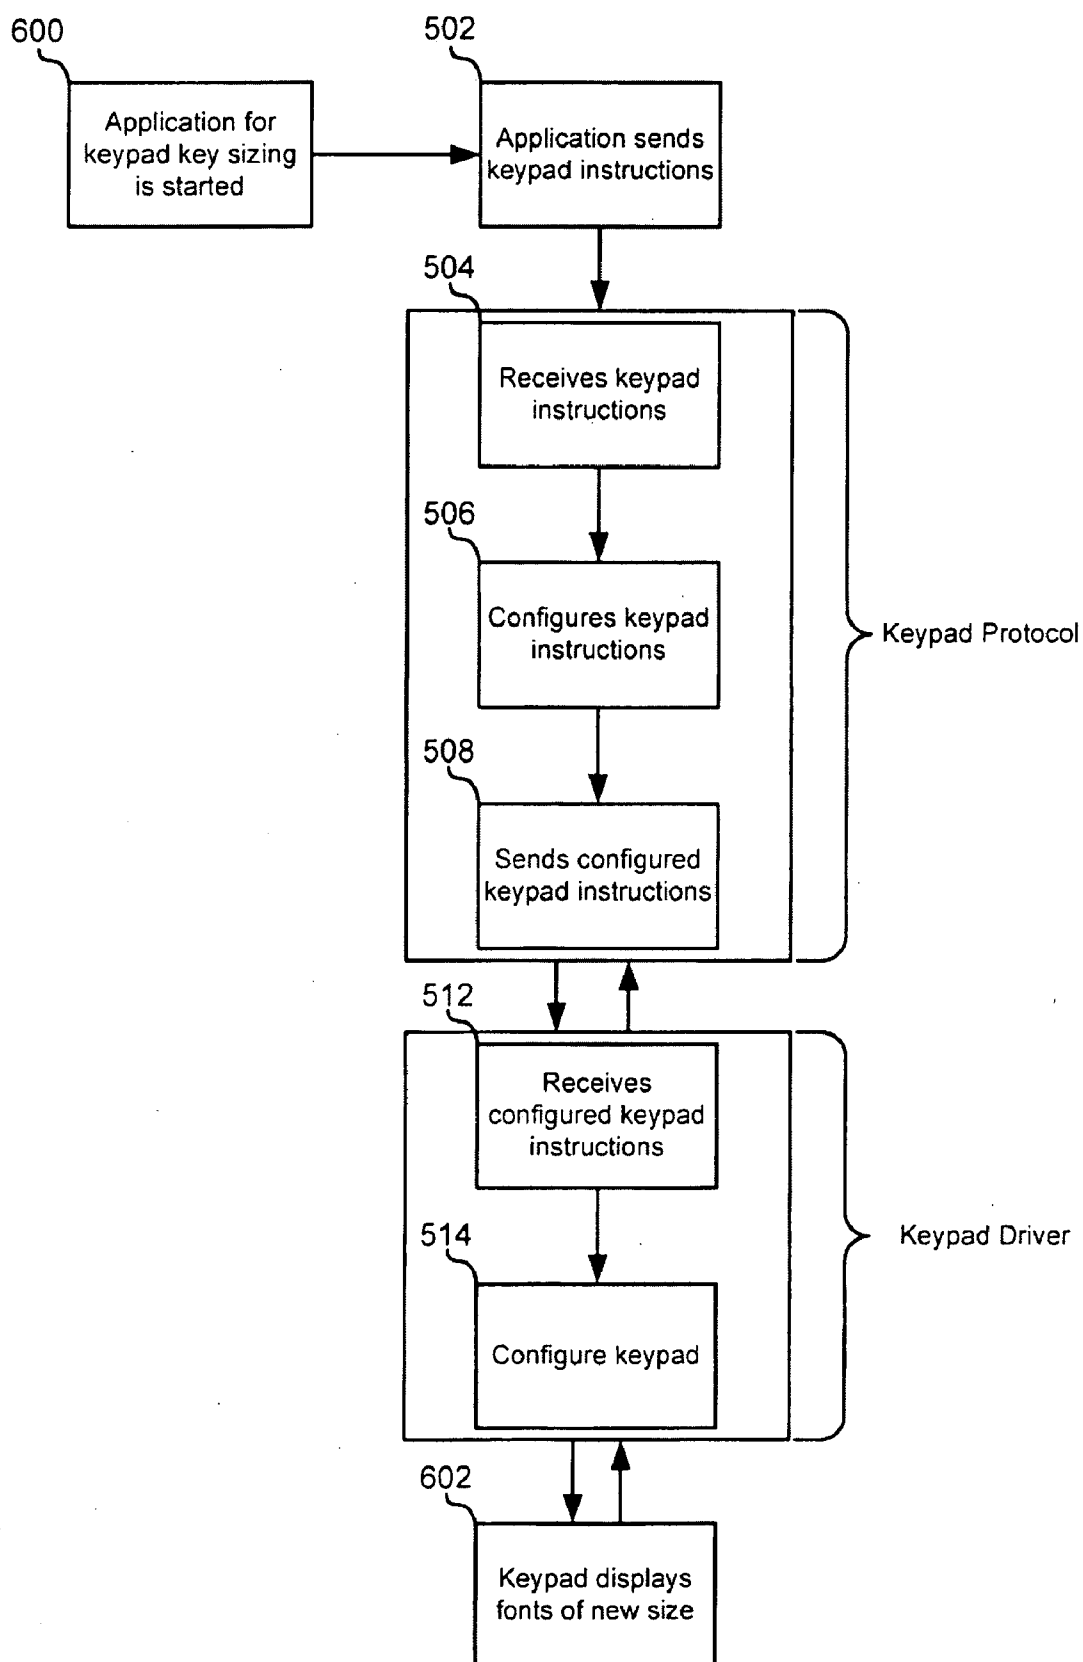 600
Application for
keypad key sizing
is started
502
Application sends
keypad instructions
504
Receives keypad
instructions
506
Configures keypad
instructions
508
Sends configured
keypad instructions
Keypad Protocol
512
Receives
configured keypad
instructions
514
Configure keypad
Keypad Driver
602
Keypad displays
fonts of new size